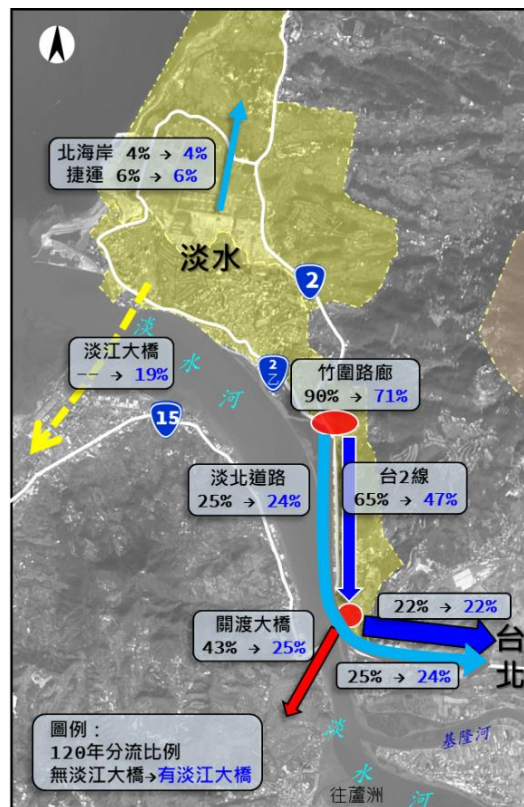 北海岸 4% → 4%
捷運 6% → 6%
淡水
2
淡水河
淡江大橋
—— → 19%
2
乙
竹圍路廊
90% → 71%
15
淡北道路
25% → 24%
台2線
65% → 47%
關渡大橋
43% → 25%
22% → 22%
台北
25% → 24%
圖例：
120年分流比例
無淡江大橋→有淡江大橋
淡水河
基隆河
往蘆洲